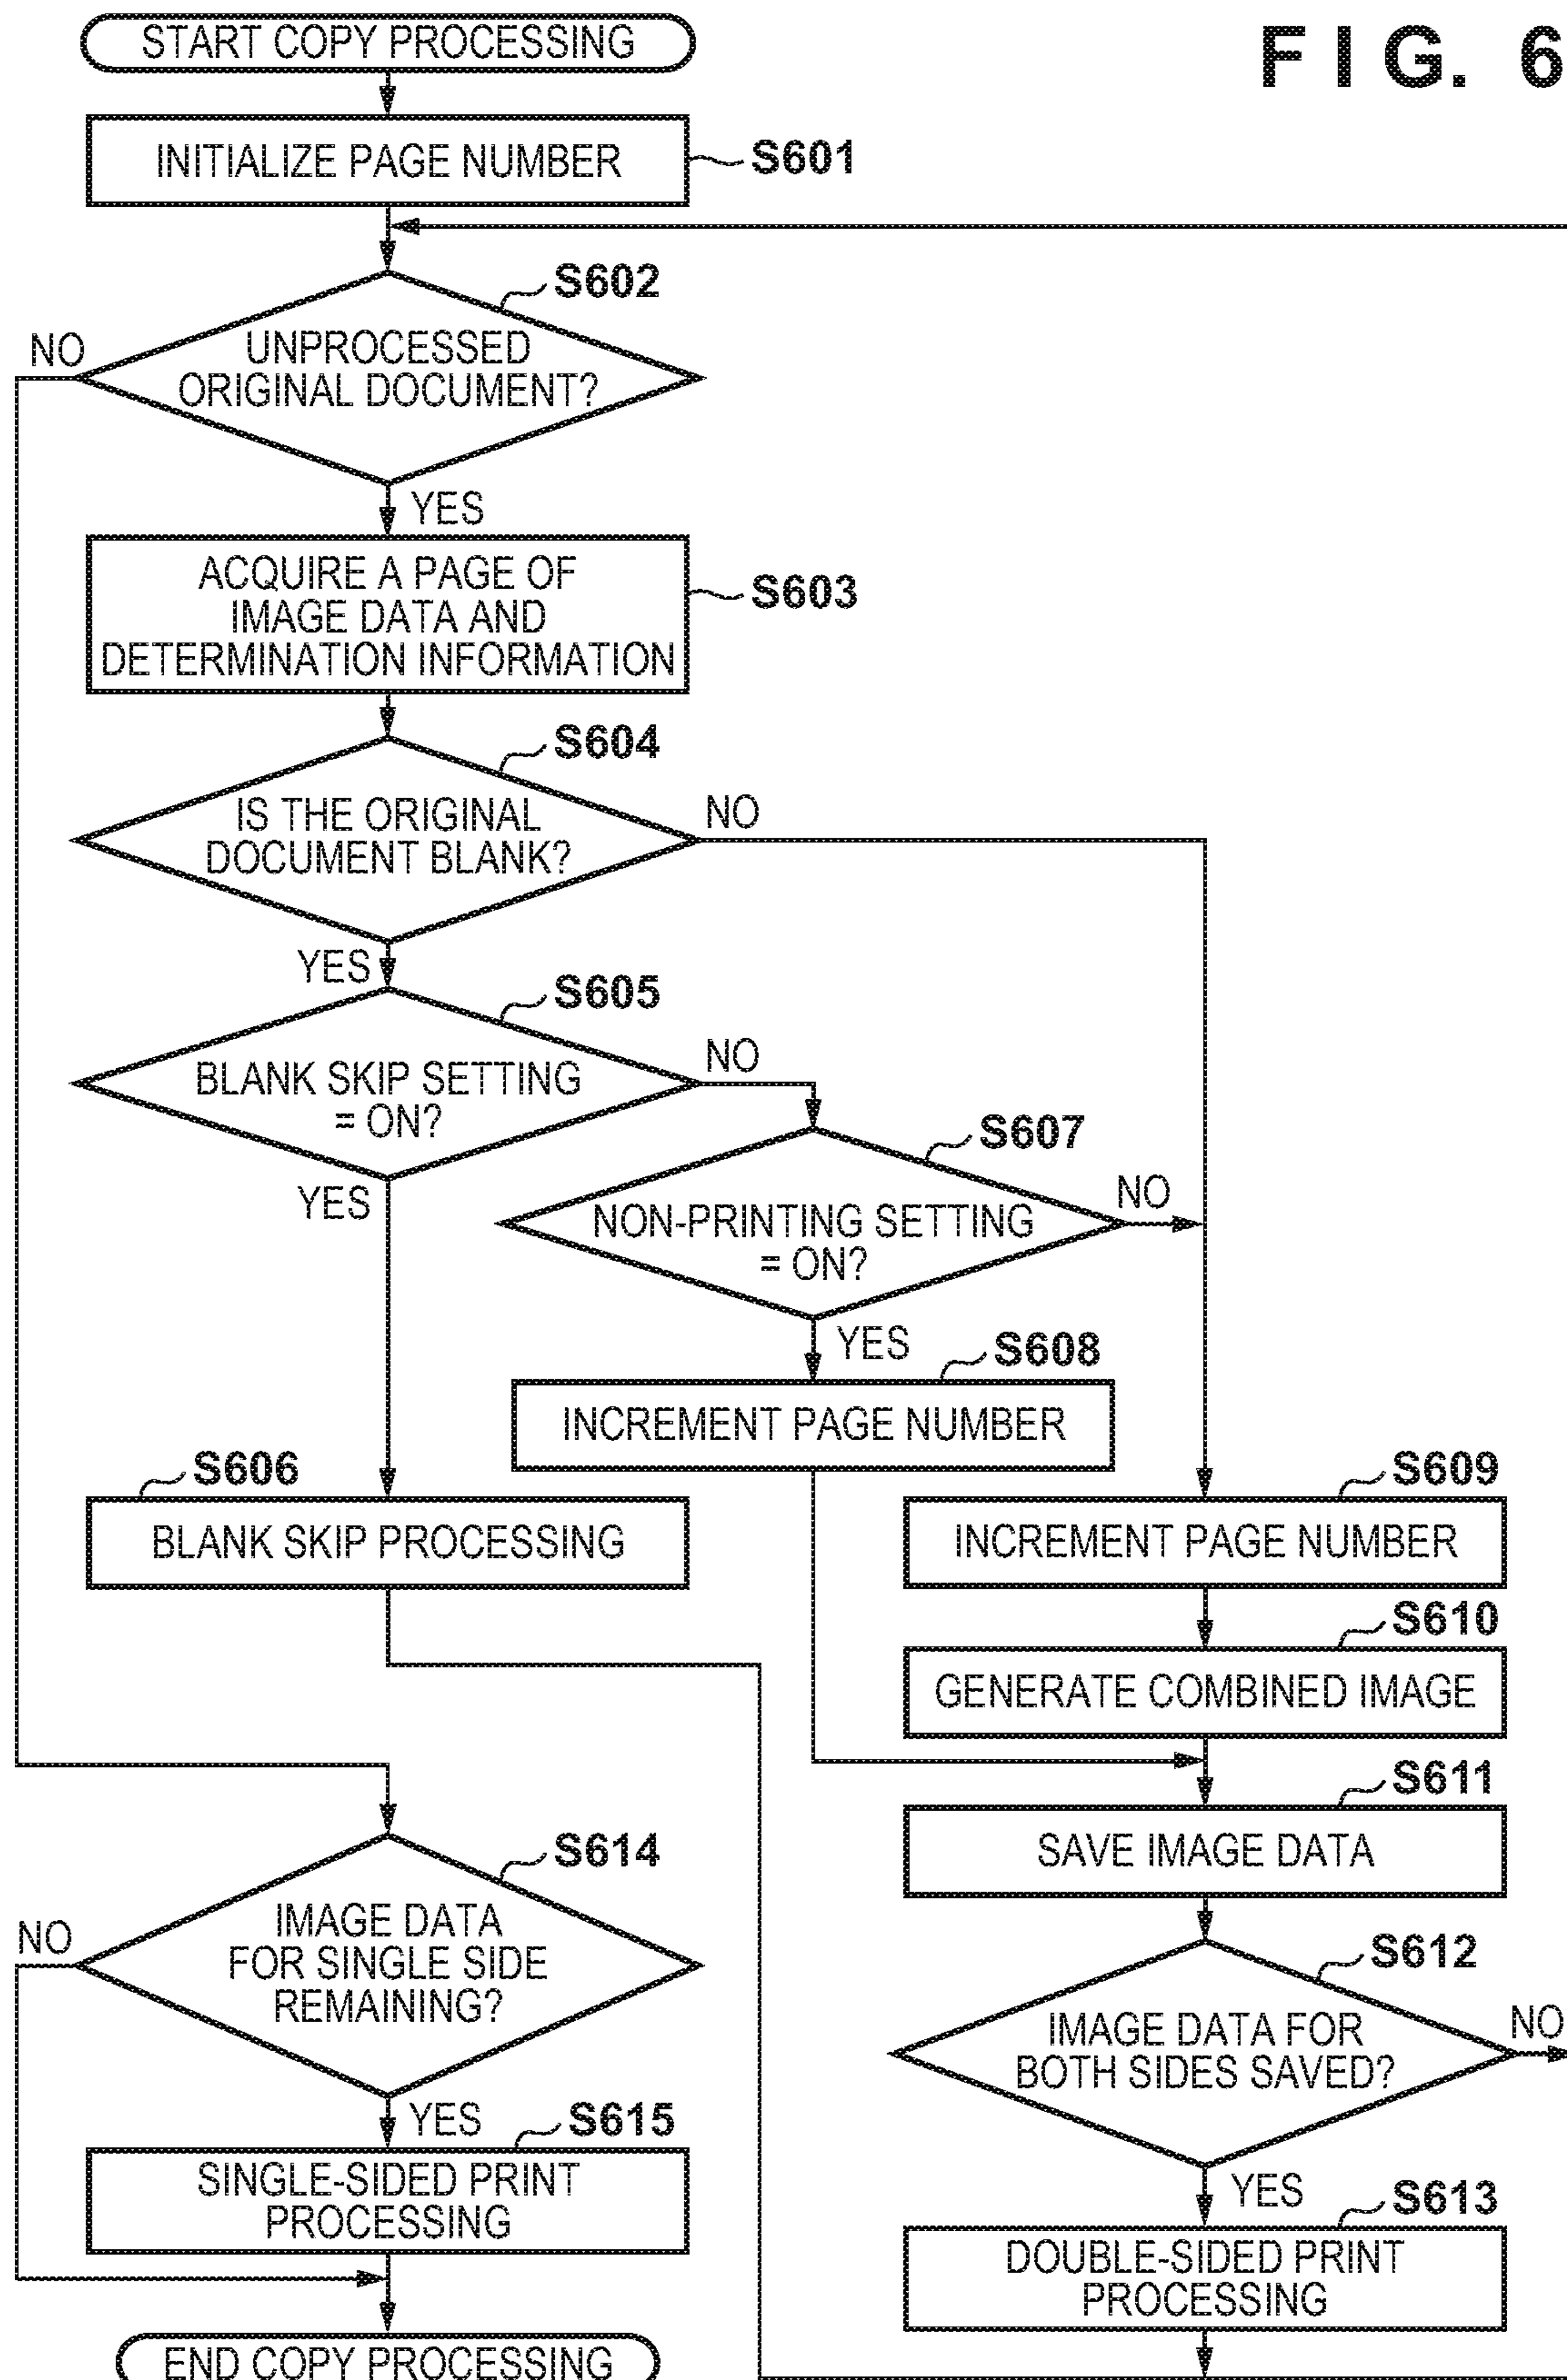 FIG. 6
START COPY PROCESSING
INITIALIZE PAGE NUMBER
S601
S602
UNPROCESSED
ORIGINAL DOCUMENT?
NO
YES
ACQUIRE A PAGE OF
IMAGE DATA AND
DETERMINATION INFORMATION
S603
S604
IS THE ORIGINAL
DOCUMENT BLANK?
NO
YES
S605
BLANK SKIP SETTING
= ON?
NO
YES
S607
NON-PRINTING SETTING
= ON?
NO
YES
S608
INCREMENT PAGE NUMBER
S606
BLANK SKIP PROCESSING
S609
INCREMENT PAGE NUMBER
S610
GENERATE COMBINED IMAGE
S611
SAVE IMAGE DATA
S612
IMAGE DATA FOR
BOTH SIDES SAVED?
NO
YES
S613
DOUBLE-SIDED PRINT
PROCESSING
S614
IMAGE DATA
FOR SINGLE SIDE
REMAINING?
NO
YES
S615
SINGLE-SIDED PRINT
PROCESSING
END COPY PROCESSING